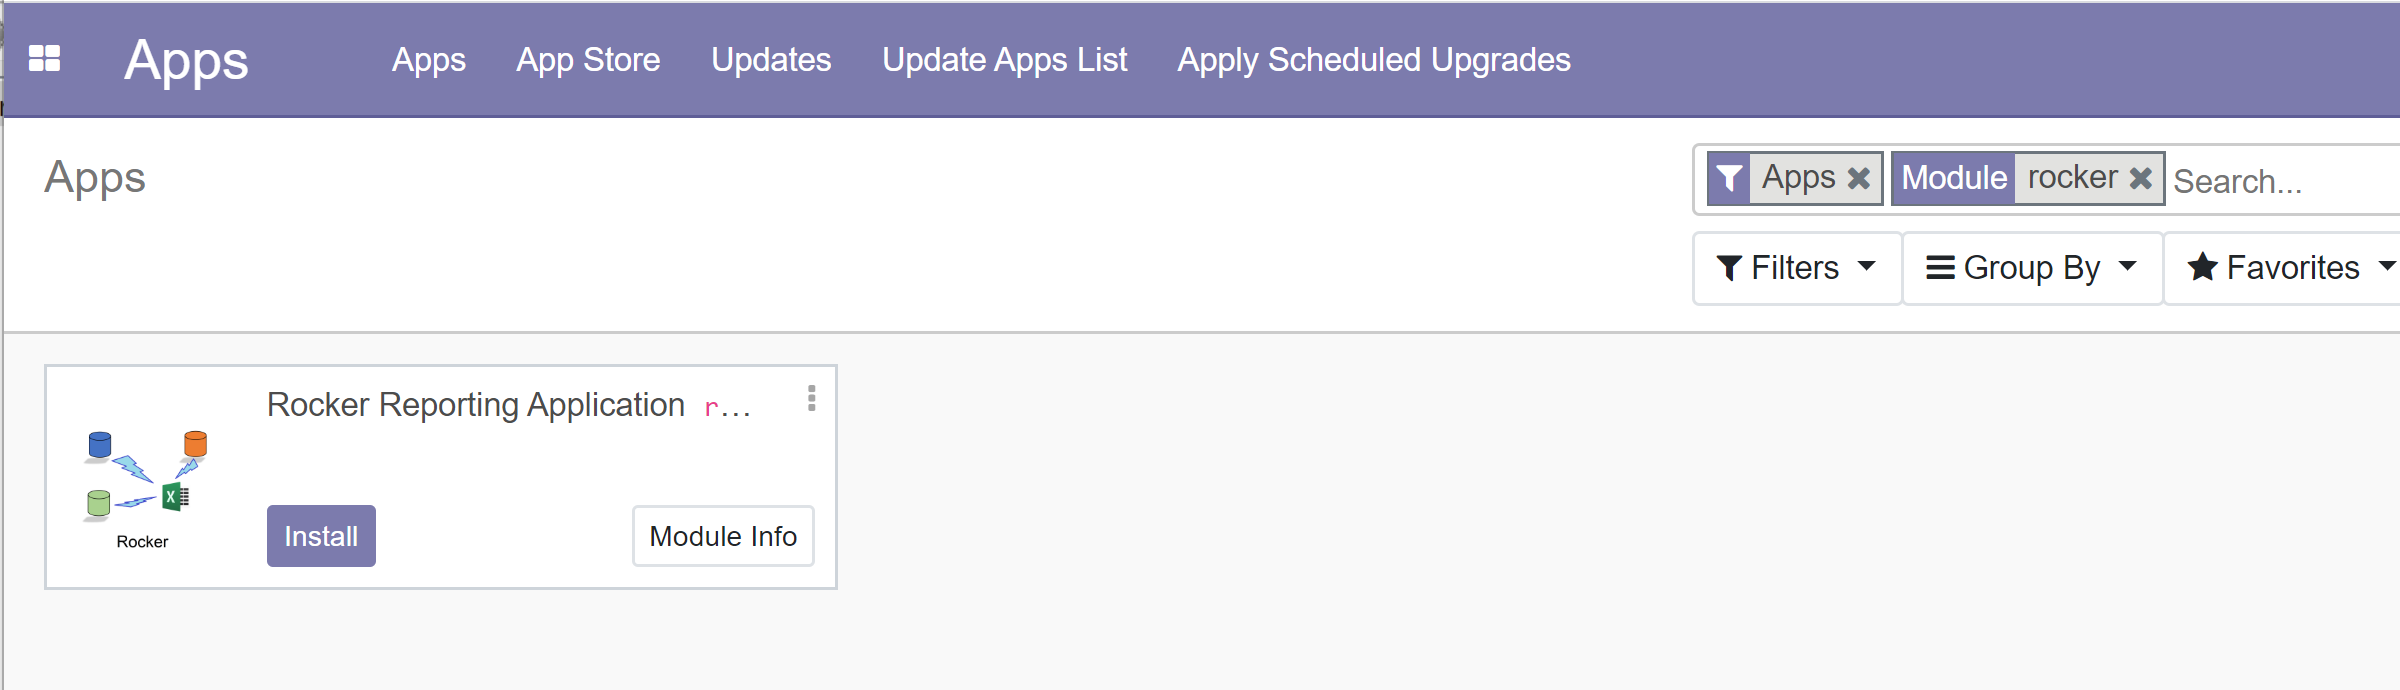 Apps Apps App Store Updates Update Apps List Apply Scheduled Upgrades
Apps
Apps Module rocker Search...
Filters Group By Favorites
Rocker Reporting Application r...
Rocker
Install Module Info